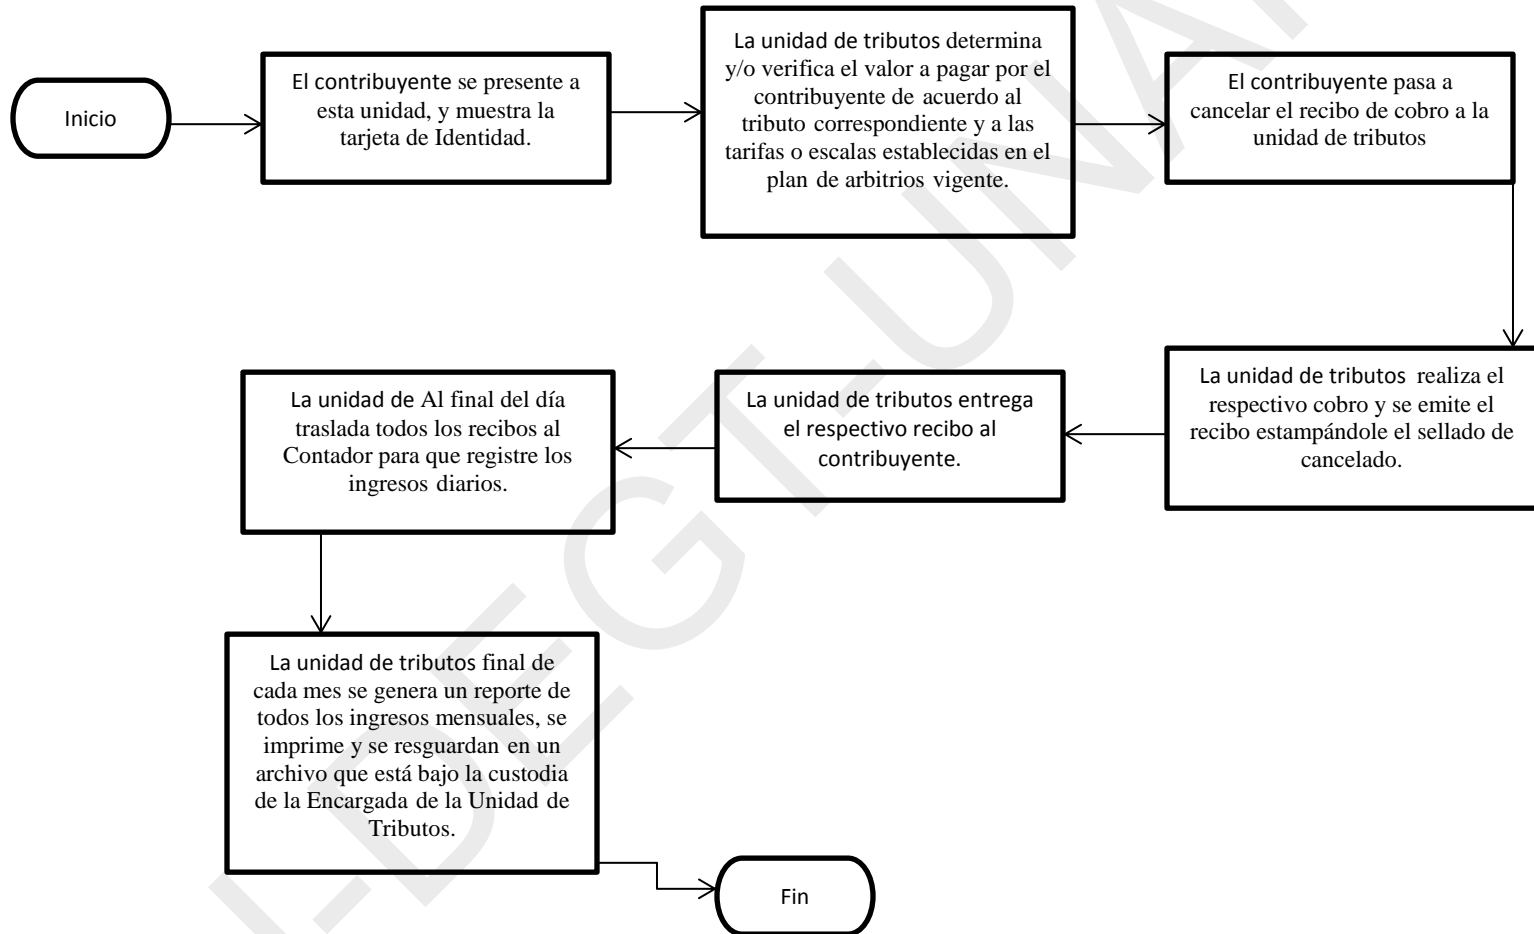 Inicio
El contribuyente se presente a
esta unidad, y muestra la
tarjeta de Identidad.
La unidad de tributos determina
y/o verifica el valor a pagar por el
contribuyente de acuerdo al
tributo correspondiente y a las
tarifas o escalas establecidas en el
plan de arbitrios vigente.
El contribuyente pasa a
cancelar el recibo de cobro a la
unidad de tributos
La unidad de tributos realiza el
respectivo cobro y se emite el
recibo estampándole el sellado de
cancelado.
La unidad de tributos entrega
el respectivo recibo al
contribuyente.
La unidad de Al final del día
traslada todos los recibos al
Contador para que registre los
ingresos diarios.
La unidad de tributos final de
cada mes se genera un reporte de
todos los ingresos mensuales, se
imprime y se resguardan en un
archivo que está bajo la custodia
de la Encargada de la Unidad de
Tributos.
Fin
-DEGT-UNA